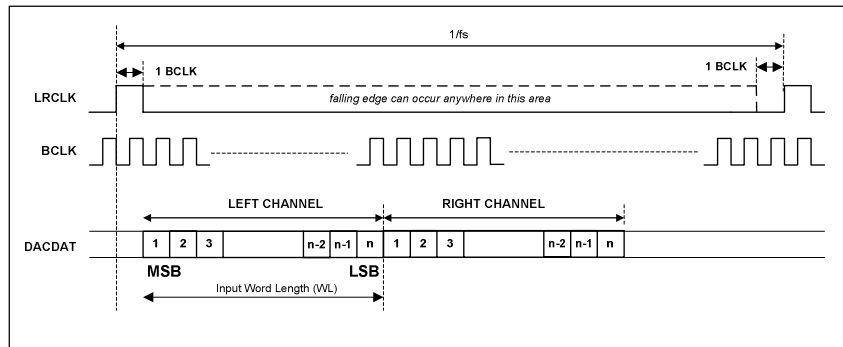 1/fs
1 BCLK
1 BCLK
LRCLK
falling edge can occur anywhere in this area
BCLK
LEFT CHANNEL
RIGHT CHANNEL
DACDAT
1 2 3 n-2 n-1 n 1 2 3 n-2 n-1 n
MSB
LSB
Input Word Length (WL)